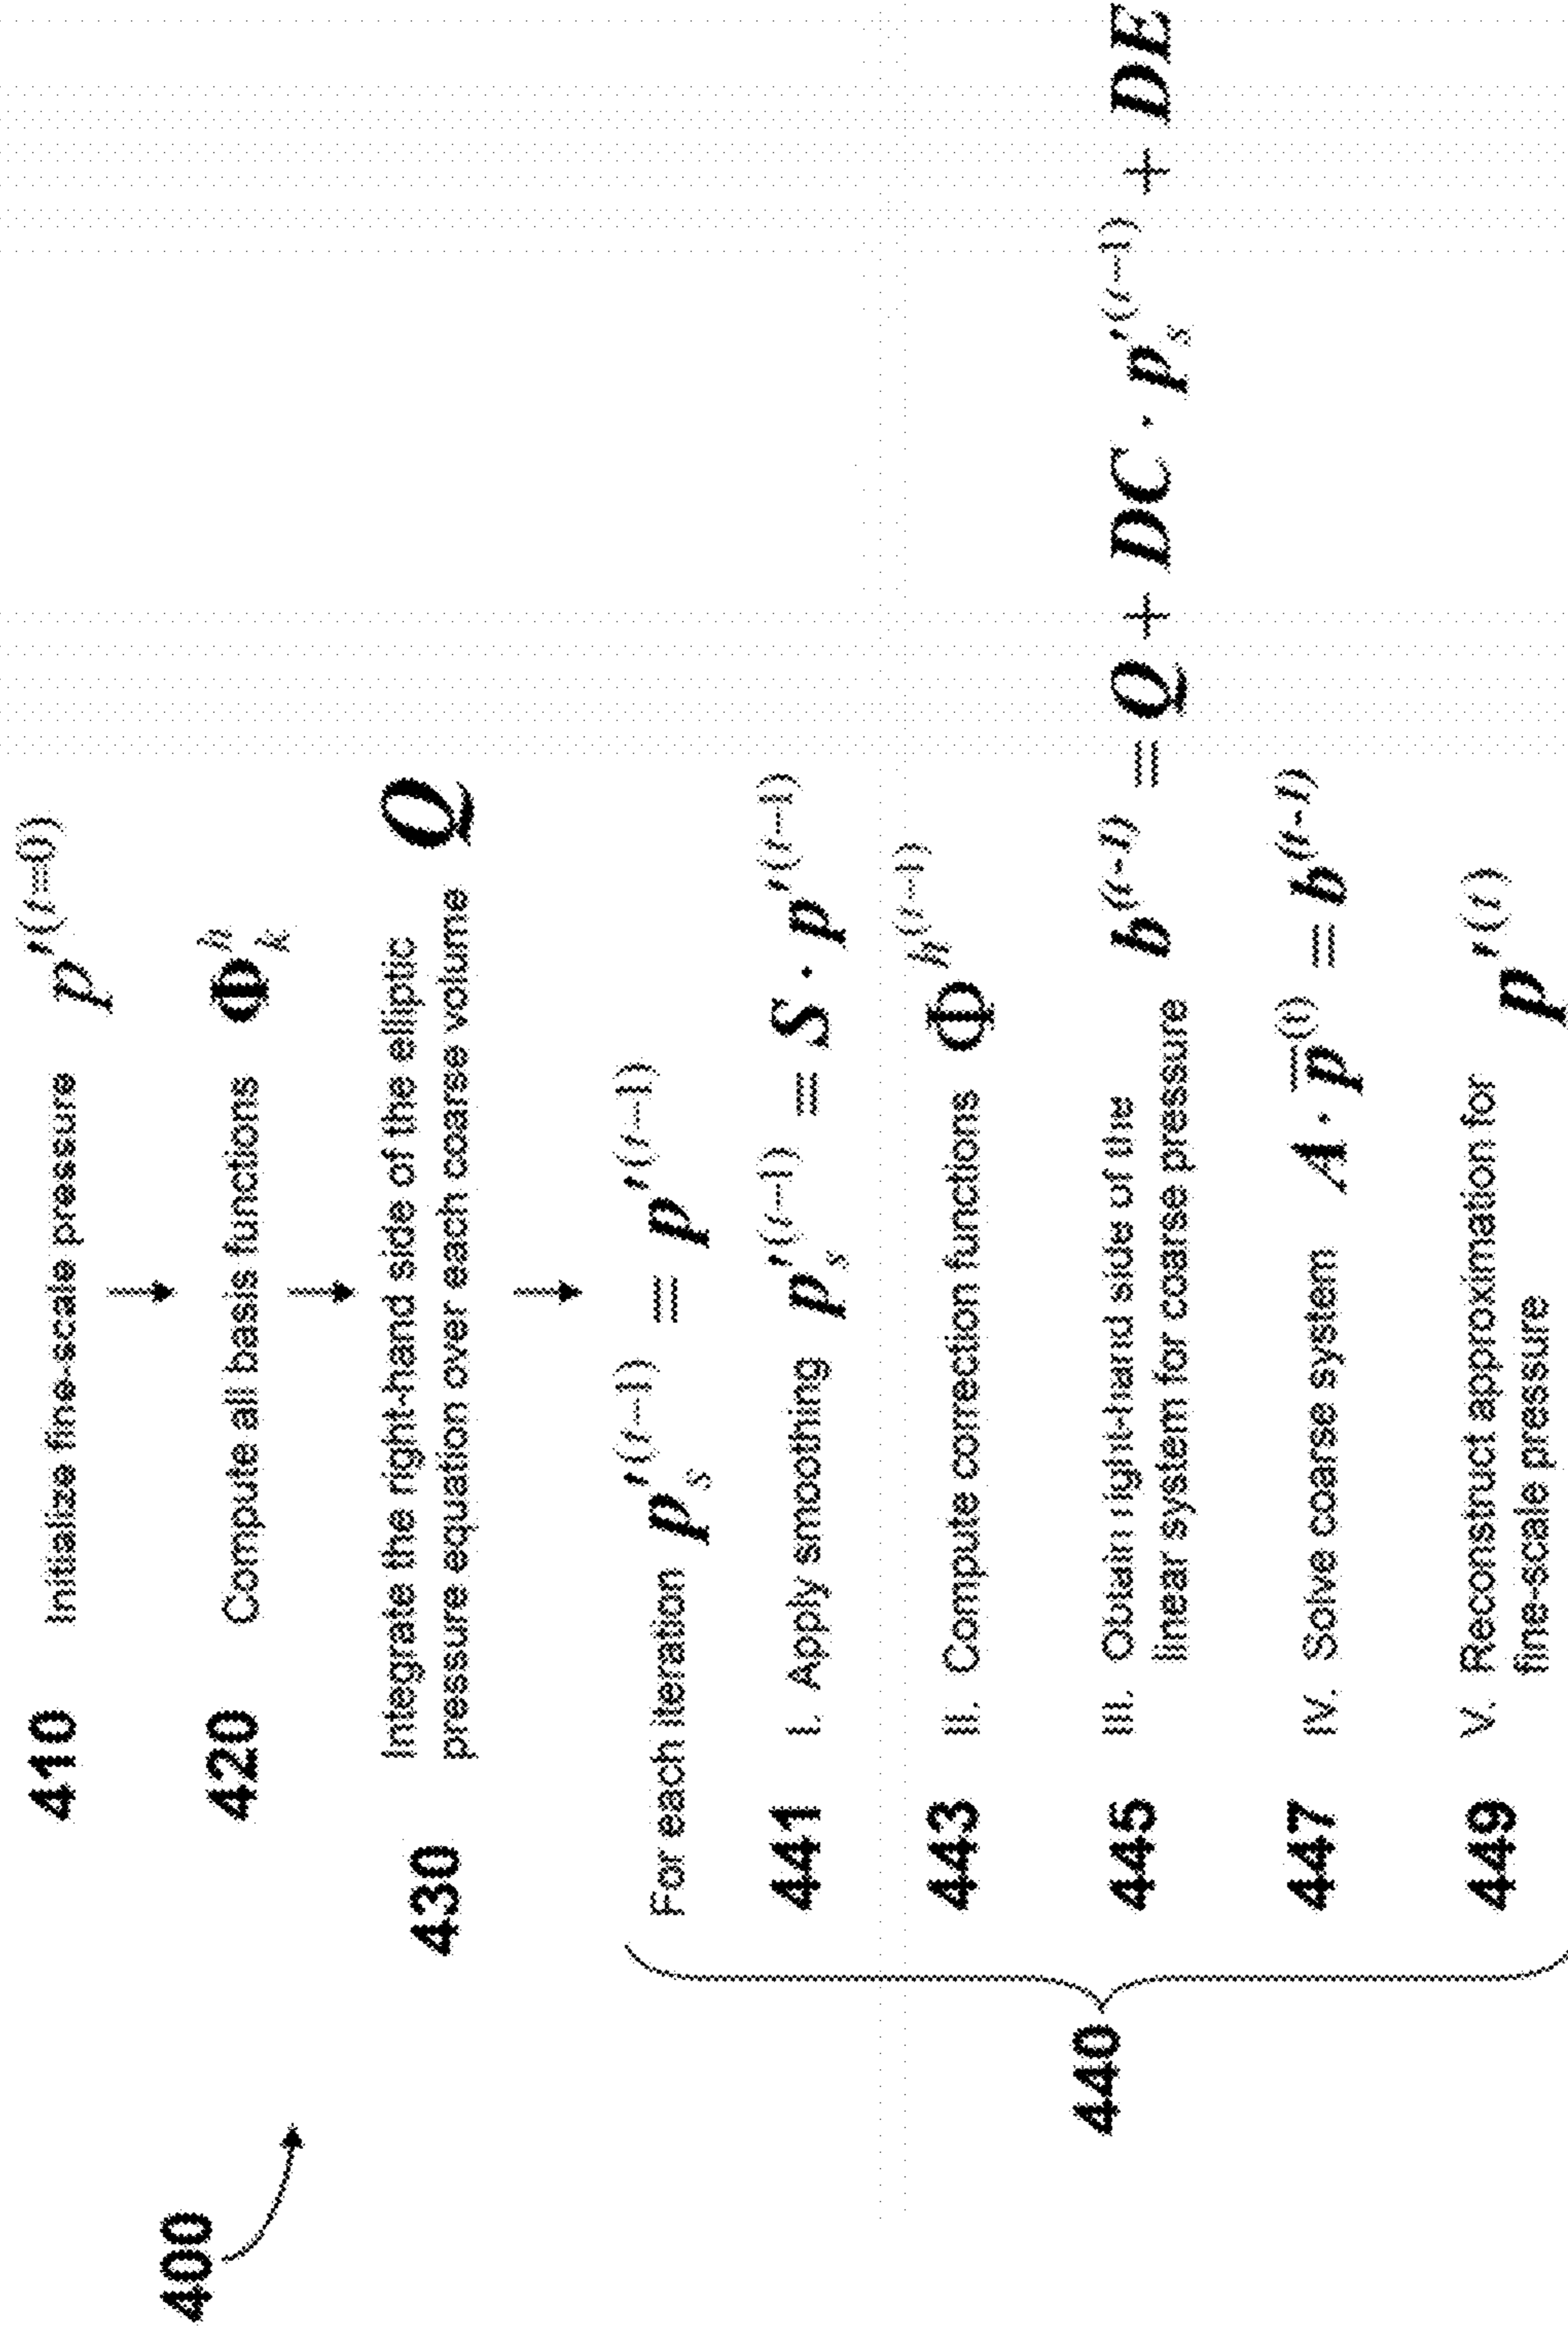 400
410 Initialize fine-scale pressure p'^(t=0)
420 Compute all basis functions Φ_k^h
430 Integrate the right-hand side of the elliptic
pressure equation over each coarse volume Q
440
For each iteration p'_s^(t-1) = p'^(t-1)
441 I. Apply smoothing p'_s^(t-1) = S · p'^(t-1)
443 II. Compute correction functions Φ^h^(t-1)
445 III. Obtain right-hand side of the
linear system for coarse pressure b^(t-1) = Q + DC · p'_s^(t-1) + DE
447 IV. Solve coarse system A · p̅^(t) = b^(t-1)
449 V. Reconstruct approximation for
fine-scale pressure p'^(t)